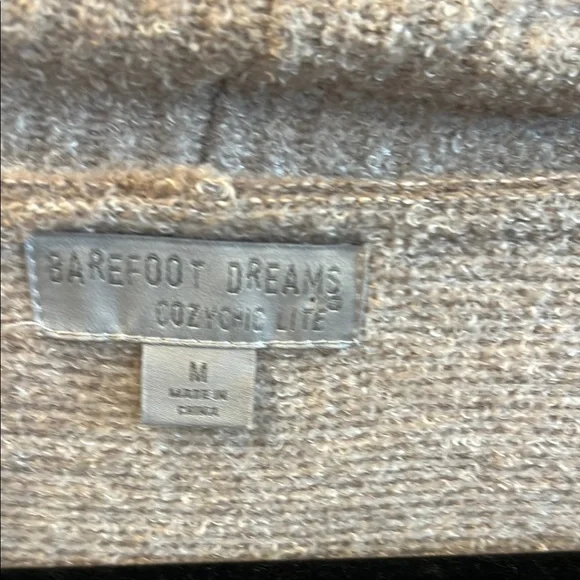 BAREFOOT DREAMS®
COZYCHIC LITE®
M
MADE IN
CHINA